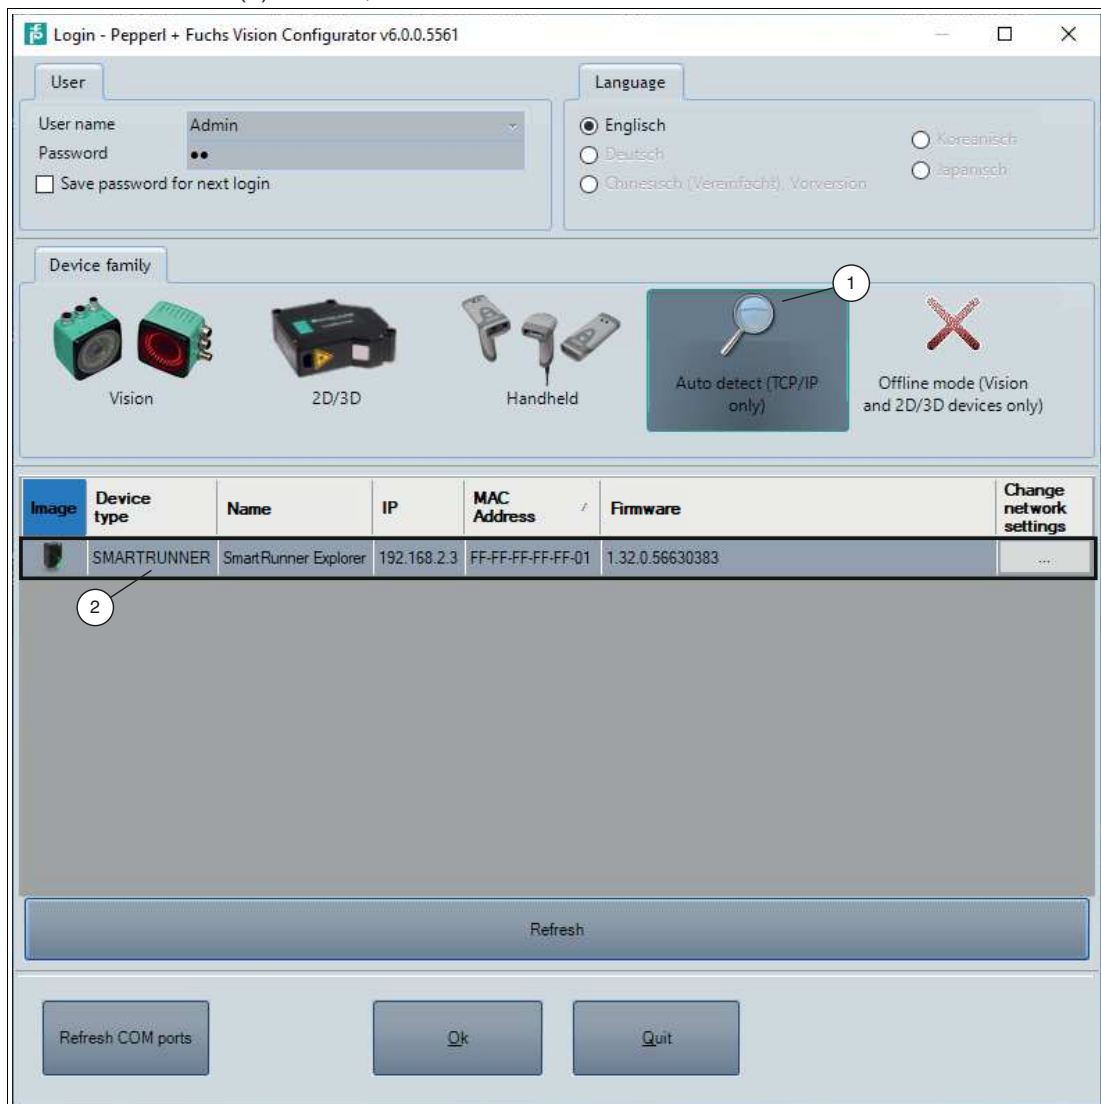 Login - Pepperl + Fuchs Vision Configurator v6.0.0.5561
User
Language
User name
Admin
Password
●●
Save password for next login
Englisch
Deutsch
Chinesisch (Vereinfacht), Vorversion
Koreanisch
Japanisch
Device family
1
Vision
2D/3D
Handheld
Auto detect (TCP/IP
only)
Offline mode (Vision
and 2D/3D devices only)
Image
Device
type
Name
IP
MAC
Address
Firmware
Change
network
settings
SMARTRUNNER
SmartRunner Explorer
192.168.2.3
FF-FF-FF-FF-FF-01
1.32.0.56630383
...
2
Refresh
Refresh COM ports
Ok
Quit